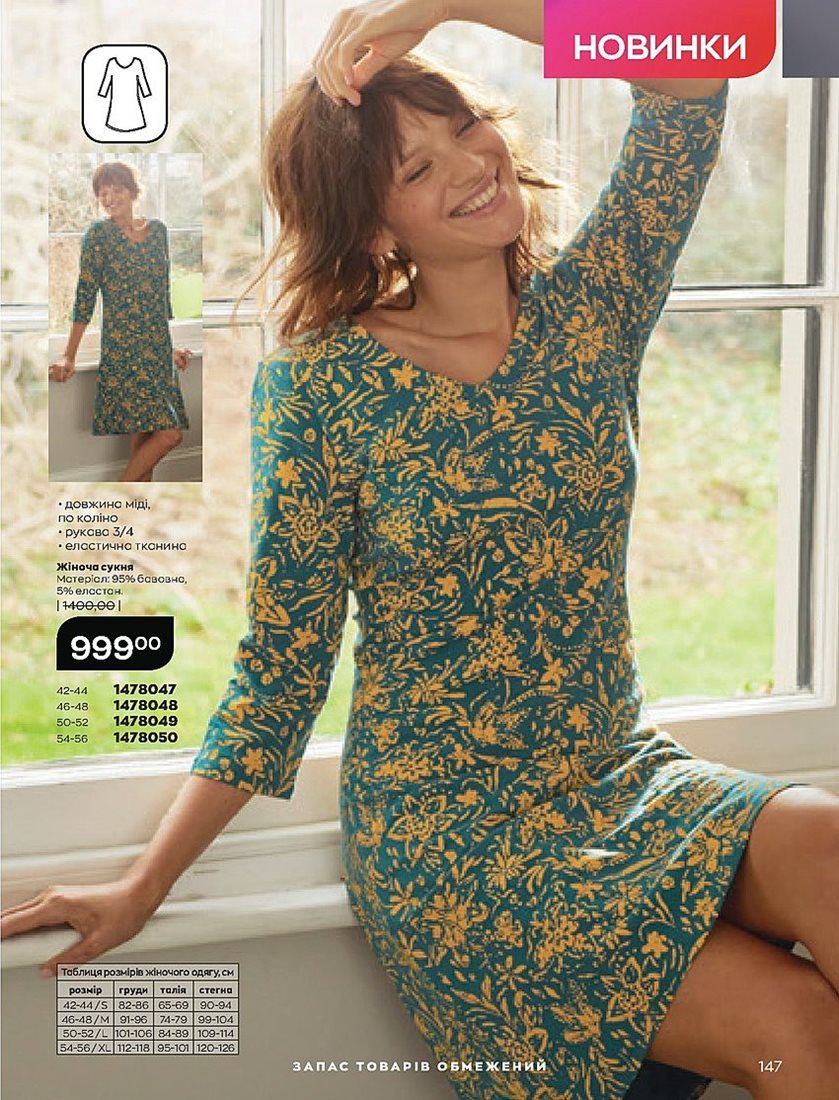 НОВИНКИ
• довжина міді,
по коліно
• рукава 3/4
• еластична тканина
Жіноча сукня
Матеріал: 95% бавовна,
5% еластан.
| 1400,00 |
999⁰⁰
42-44 1478047
46-48 1478048
50-52 1478049
54-56 1478050
Таблиця розмірів жіночого одягу, см
розмір груди талія стегна
42-44/S 82-86 65-69 90-94
46-48/M 91-96 74-79 99-104
50-52/L 101-106 84-89 109-114
54-56/XL 112-118 95-101 120-126
ЗАПАС ТОВАРІВ ОБМЕЖЕНИЙ
147